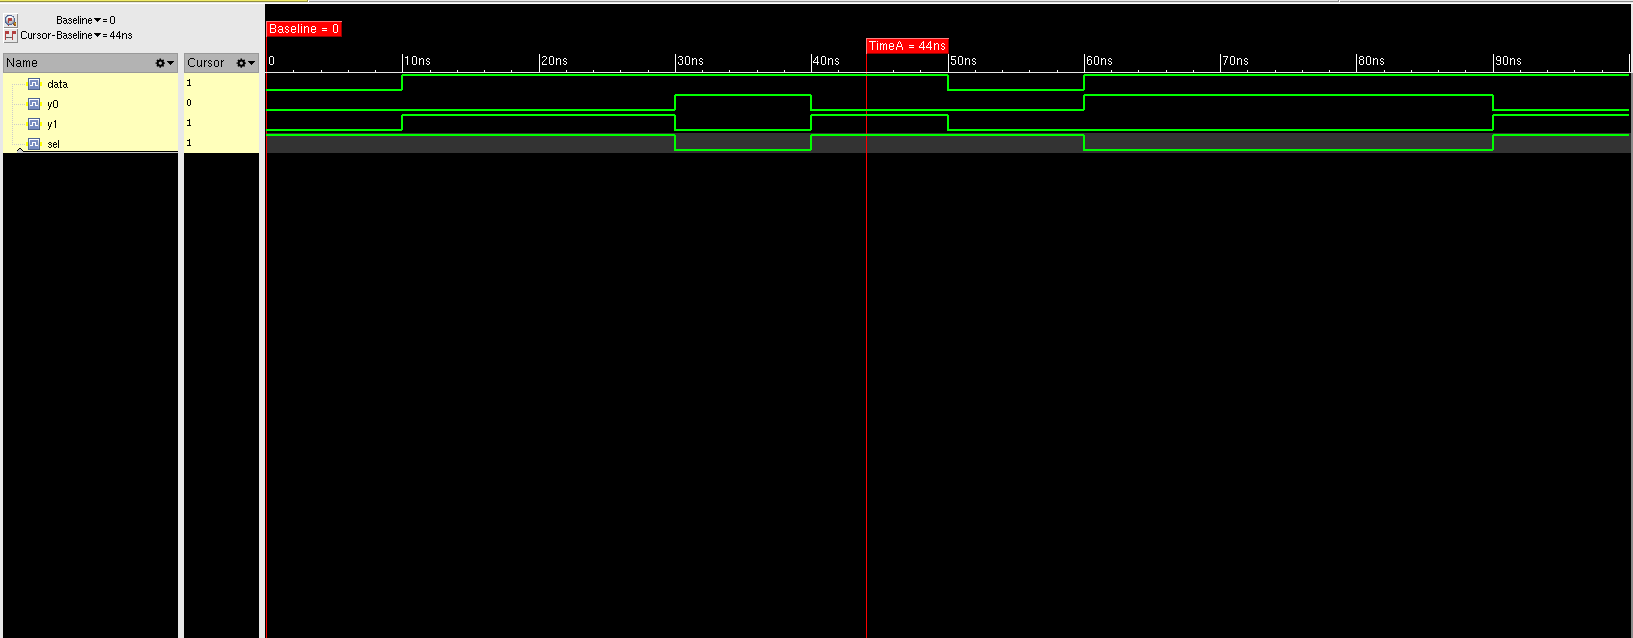 Baseline = 0
Cursor-Baseline = 44ns
Baseline = 0
TimeA = 44ns
Name Cursor
0 10ns 20ns 30ns 40ns 50ns 60ns 70ns 80ns 90ns
data 1
y0 0
y1 1
sel 1